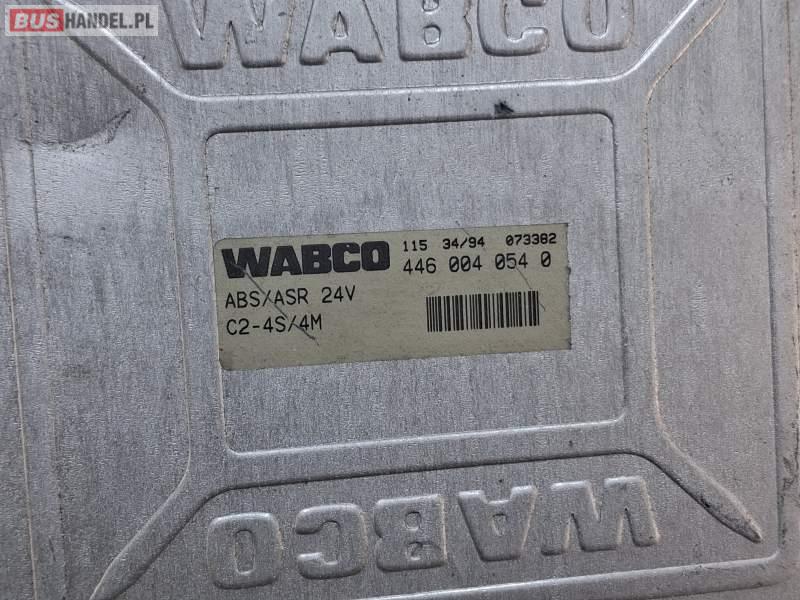 BUSHANDEL.PL
WABCO
WABCO 115 34/94 073382
446 004 054 0
ABS/ASR 24V
C2-4S/4M
WABCO